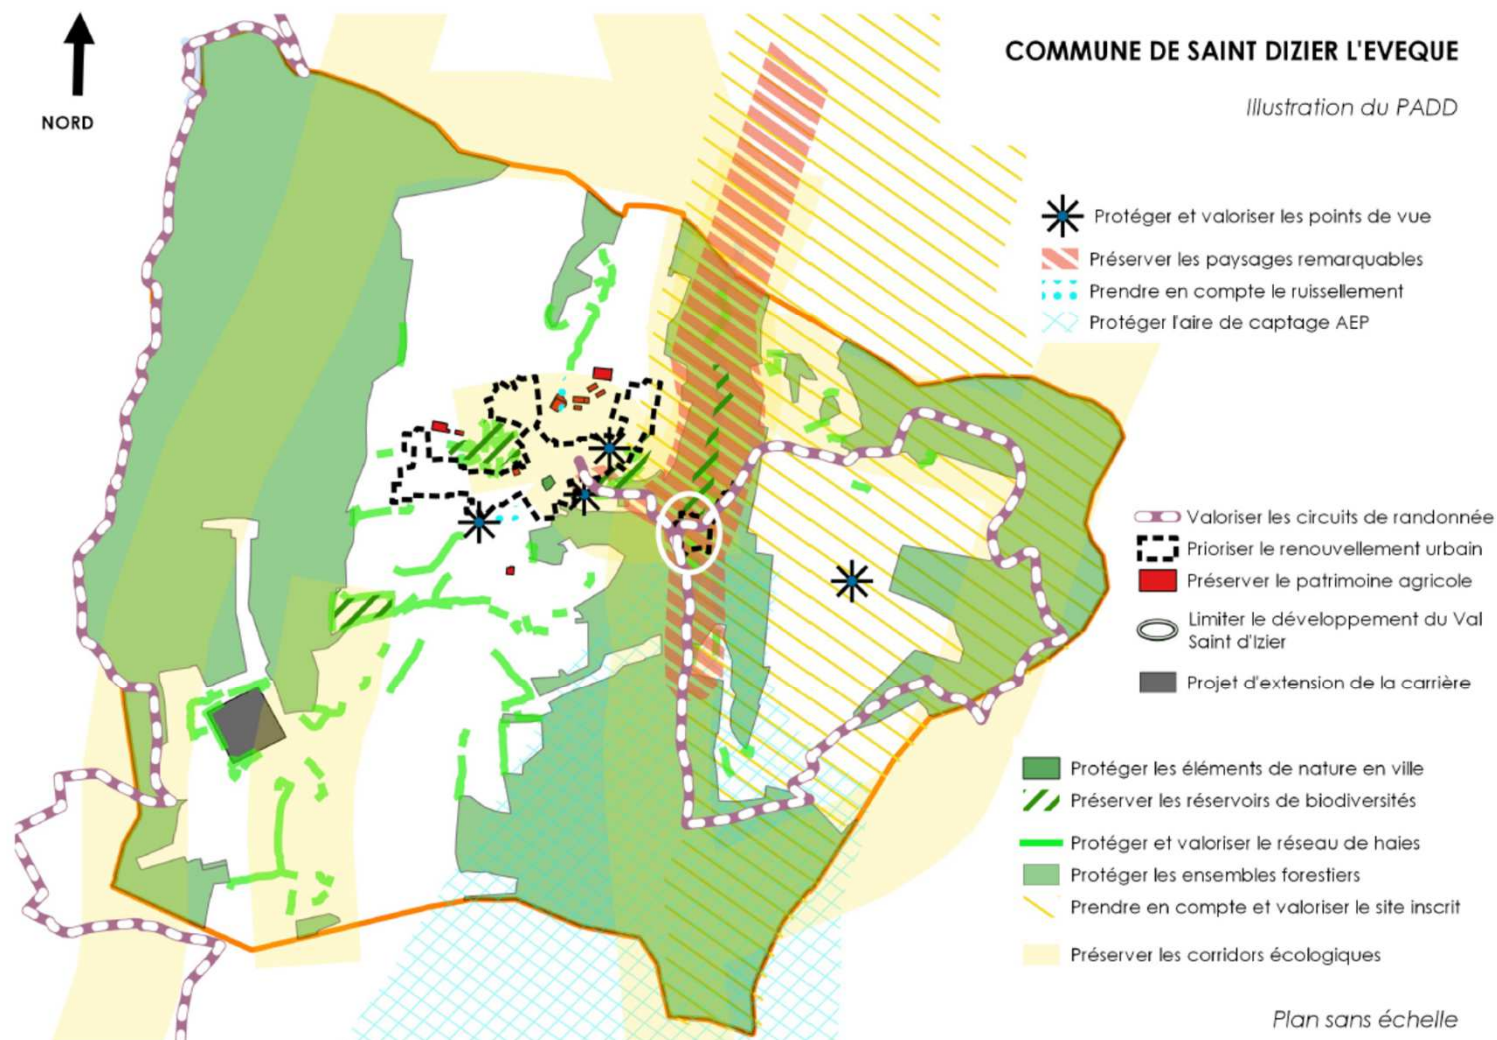 NORD
COMMUNE DE SAINT DIZIER L'EVEQUE
Illustration du PADD
Protéger et valoriser les points de vue
Préserver les paysages remarquables
Prendre en compte le ruissellement
Protéger l'aire de captage AEP
Valoriser les circuits de randonnée
Prioriser le renouvellement urbain
Préserver le patrimoine agricole
Limiter le développement du Val
Saint d'Izier
Projet d'extension de la carrière
Protéger les éléments de nature en ville
Préserver les réservoirs de biodiversités
Protéger et valoriser le réseau de haies
Protéger les ensembles forestiers
Prendre en compte et valoriser le site inscrit
Préserver les corridors écologiques
Plan sans échelle